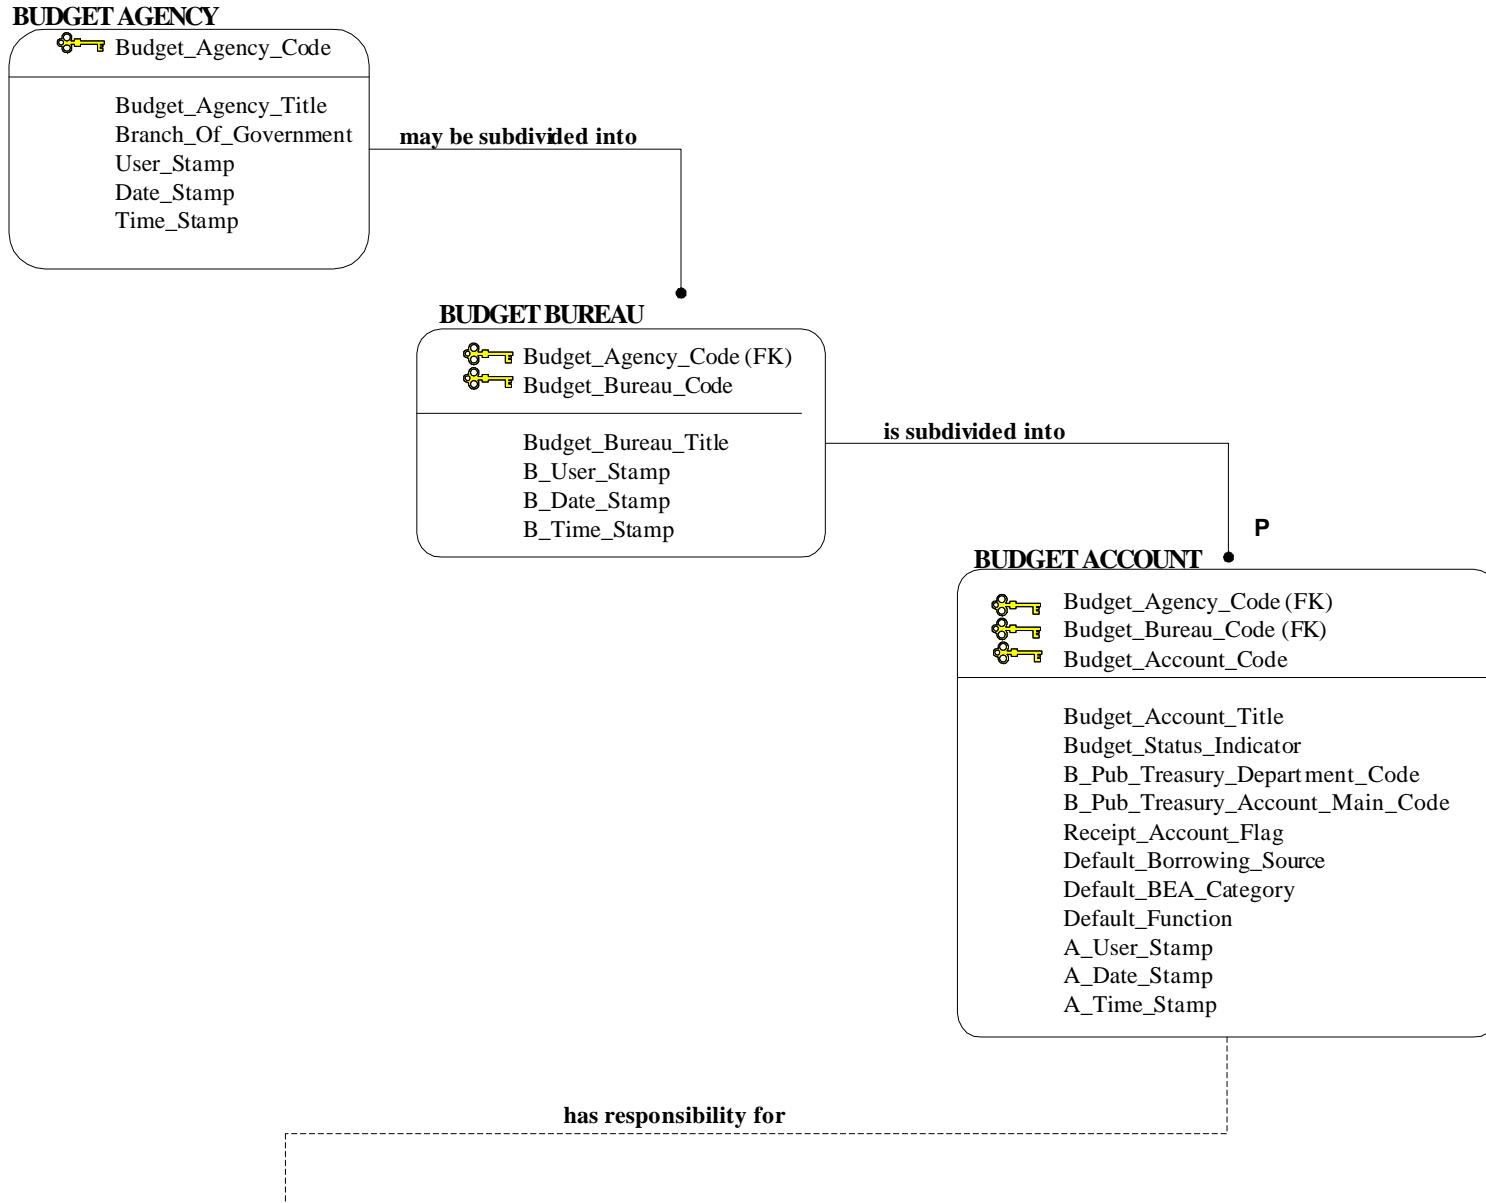 BUDGET AGENCY
Budget_Agency_Code
Budget_Agency_Title
Branch_Of_Government
User_Stamp
Date_Stamp
Time_Stamp
may be subdivided into
BUDGET BUREAU
Budget_Agency_Code (FK)
Budget_Bureau_Code
Budget_Bureau_Title
B_User_Stamp
B_Date_Stamp
B_Time_Stamp
is subdivided into
P
BUDGET ACCOUNT
Budget_Agency_Code (FK)
Budget_Bureau_Code (FK)
Budget_Account_Code
Budget_Account_Title
Budget_Status_Indicator
B_Pub_Treasury_Department_Code
B_Pub_Treasury_Account_Main_Code
Receipt_Account_Flag
Default_Borrowing_Source
Default_BEA_Category
Default_Function
A_User_Stamp
A_Date_Stamp
A_Time_Stamp
has responsibility for